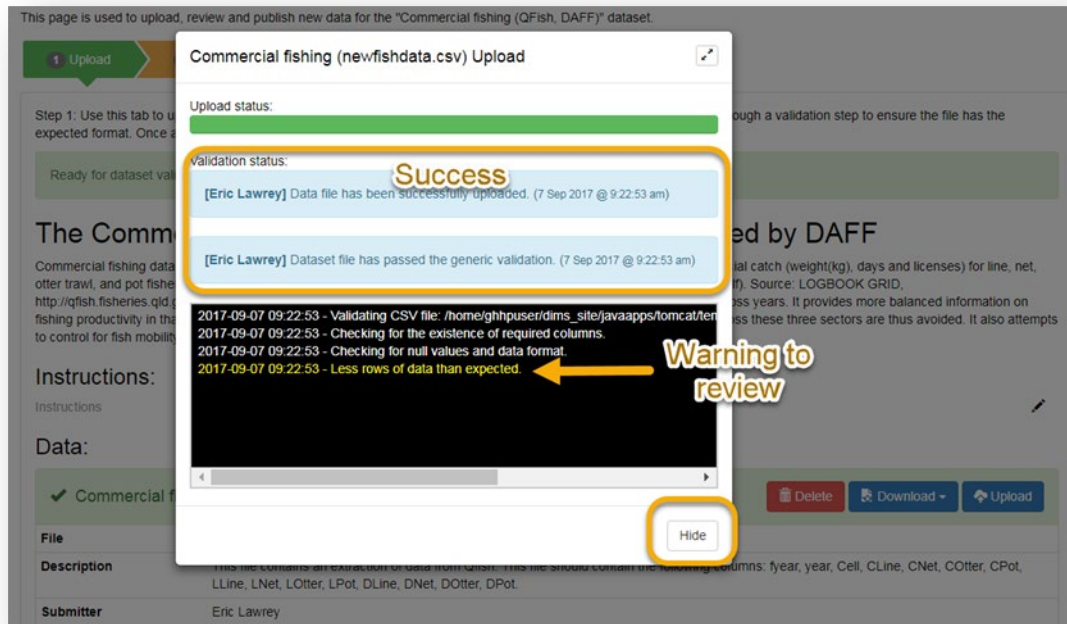 This page is used to upload, review and publish new data for the "Commercial fishing (QFish, DAFF)" dataset.
1 Upload
Commercial fishing (newfishdata.csv) Upload
Step 1: Use this tab to u
ough a validation step to ensure the file has the
expected format. Once a
Upload status:
Ready for dataset vali
Validation status:
Success
[Eric Lawrey] Data file has been successfully uploaded. (7 Sep 2017 @ 9:22:53 am)
[Eric Lawrey] Dataset file has passed the generic validation. (7 Sep 2017 @ 9:22:53 am)
The Comm
ed by DAFF
Commercial fishing data
ial catch (weight(kg), days and licenses) for line, net,
otter trawl, and pot fishe
f). Source: LOGBOOK GRID,
http://qfish.fisheries.qld.g
oss years. It provides more balanced information on
fishing productivity in tha
oss these three sectors are thus avoided. It also attempts
to control for fish mobility
2017-09-07 09:22:53 - Validating CSV file: /home/ghhpuser/dims_site/javaapps/tomcat/ten
2017-09-07 09:22:53 - Checking for the existence of required columns.
2017-09-07 09:22:53 - Checking for null values and data format.
2017-09-07 09:22:53 - Less rows of data than expected.
Warning to
review
Instructions:
Instructions
Data:
Commercial f
Delete
Download
Upload
Hide
File
Description
This file contains an extraction of data from Qfish. This file should contain the following columns: fyear, year, Cell, CLine, CNet, COtter, CPot,
LLine, LNet, LOtter, LPot, DLine, DNet, DOtter, DPot.
Submitter
Eric Lawrey